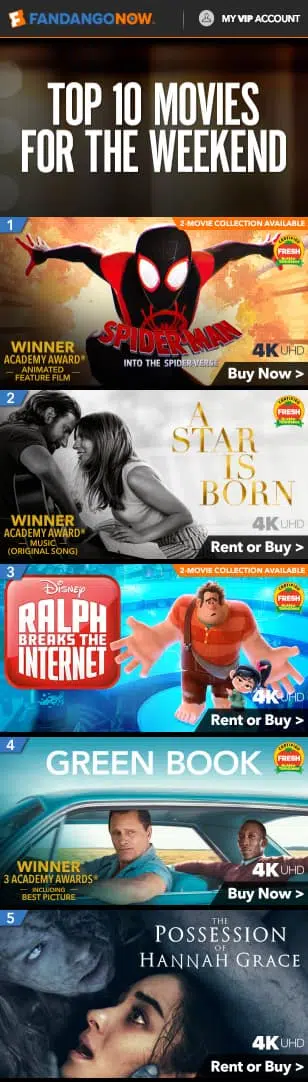 FANDANGONOW
MY VIP ACCOUNT
TOP 10 MOVIES
FOR THE WEEKEND
1
2-MOVIE COLLECTION AVAILABLE
CERTIFIED
FRESH
WINNER
ACADEMY AWARD®
ANIMATED
FEATURE FILM
SPIDER-MAN
INTO THE SPIDER-VERSE
4K UHD
Buy Now >
2
CERTIFIED
FRESH
A
STAR
IS
BORN
WINNER
ACADEMY AWARD®
MUSIC
(ORIGINAL SONG)
4K UHD
Rent or Buy >
3
2-MOVIE COLLECTION AVAILABLE
CERTIFIED
FRESH
Disney
RALPH
BREAKS THE
INTERNET
4K UHD
Rent or Buy >
4
CERTIFIED
FRESH
GREEN BOOK
WINNER
3 ACADEMY AWARDS®
INCLUDING
BEST PICTURE
4K UHD
Buy Now >
5
THE
POSSESSION
OF
HANNAH GRACE
4K UHD
Rent or Buy >